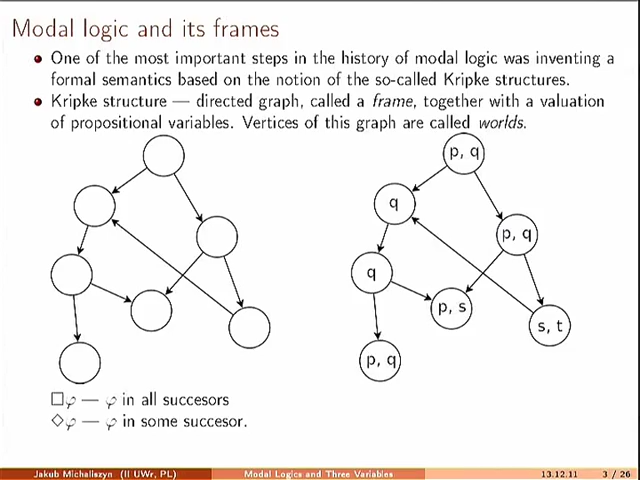 Modal logic and its frames
One of the most important steps in the history of modal logic was inventing a
formal semantics based on the notion of the so-called Kripke structures.
Kripke structure — directed graph, called a frame, together with a valuation
of propositional variables. Vertices of this graph are called worlds.
p, q
q
p, q
q
p, s
s, t
p, q
□φ — φ in all succesors
◇φ — φ in some succesor.
Jakub Michaliszyn (II UWr, PL) Modal Logics and Three Variables 13.12.11 3 / 26